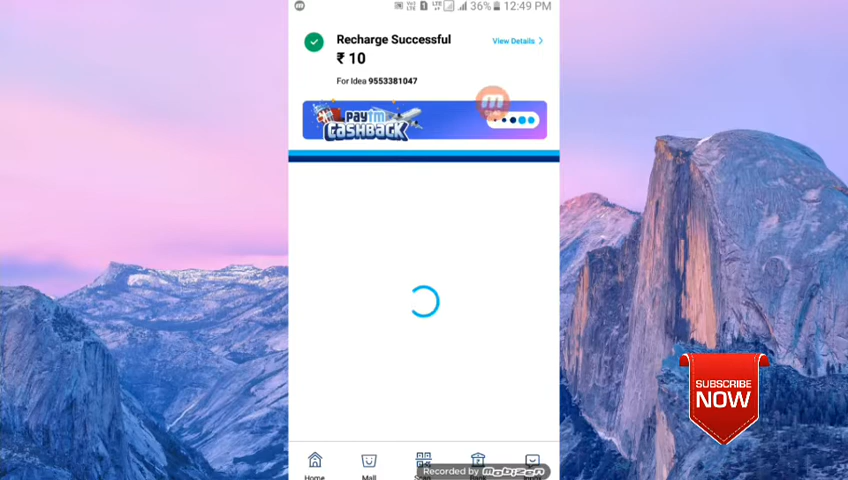 36% 12:49 PM
Recharge Successful
View Details
₹ 10
For Idea 9553381047
PAYTM
CASHBACK
SUBSCRIBE
NOW
Home
Mall
Recorded by mobizen